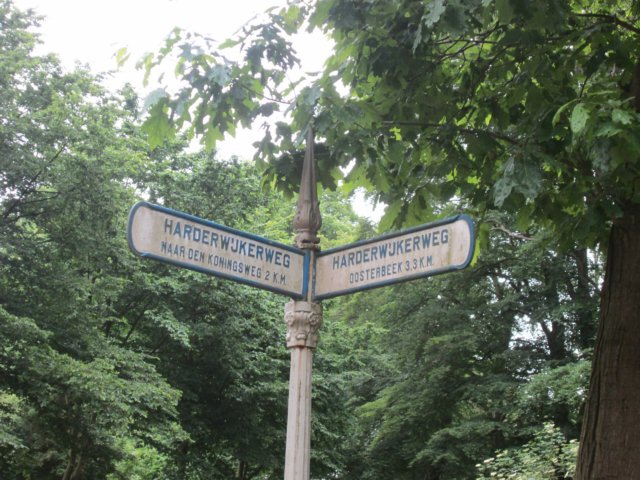 HARDERWIJKERWEG
NAAR DEN KONINGSWEG 2 K.M.
HARDERWIJKERWEG
OOSTERBEEK 3,3 K.M.